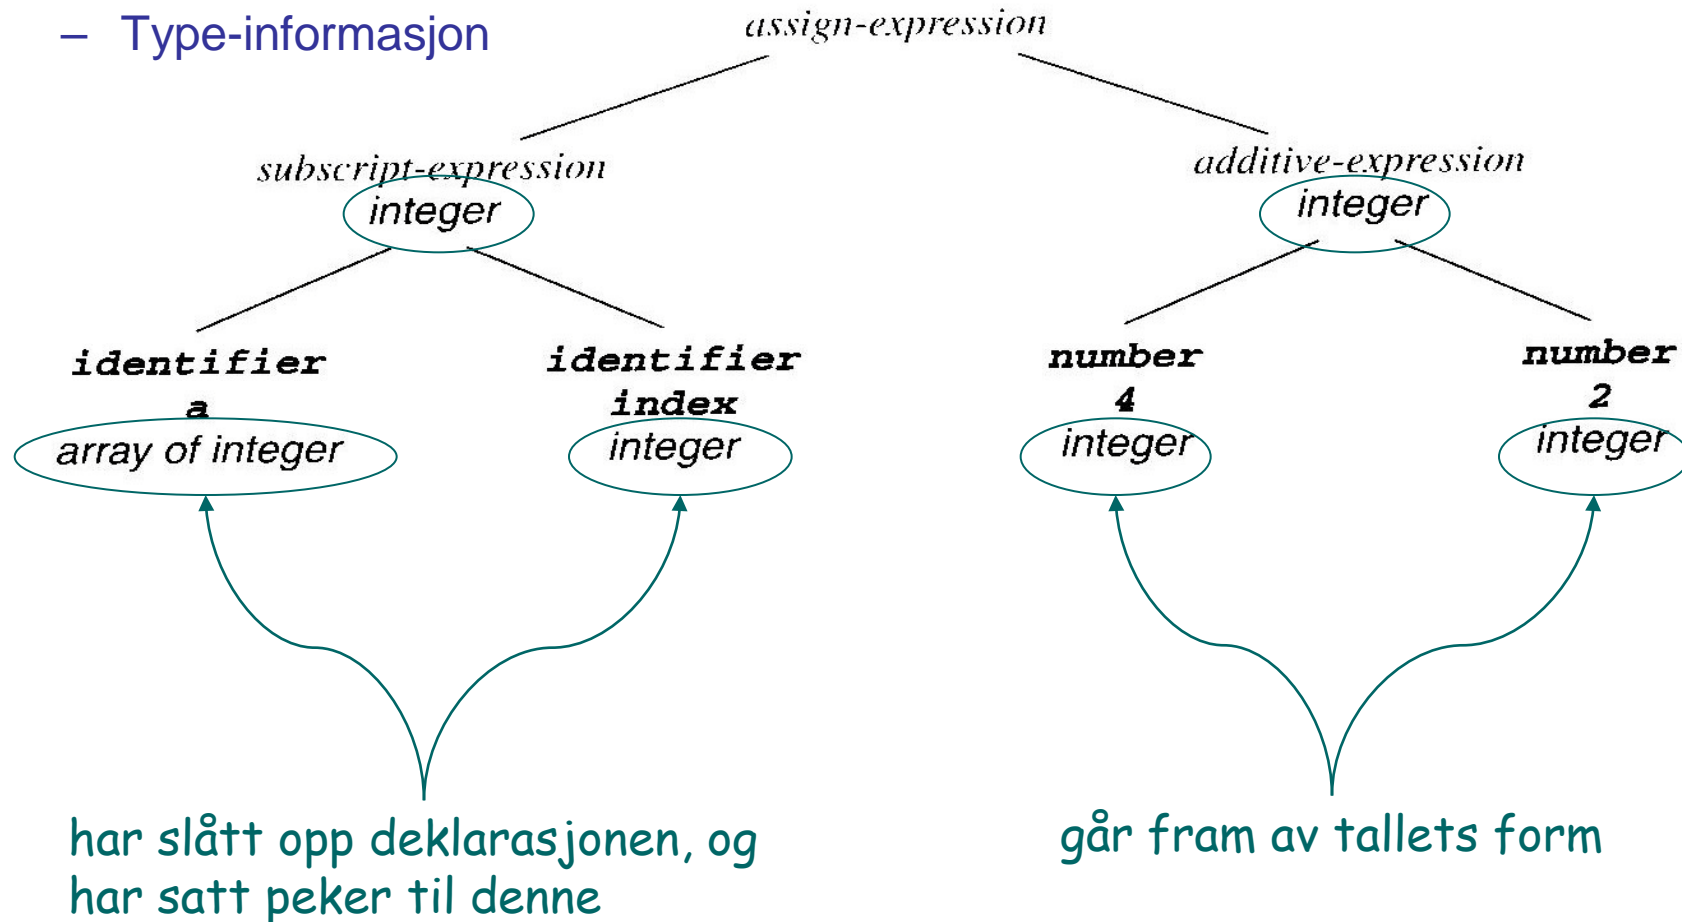 – Type-informasjon
assign-expression
subscript-expression
integer
additive-expression
integer
identifier
a
array of integer
identifier
index
integer
number
4
integer
number
2
integer
har slått opp deklarasjonen, og
har satt peker til denne
går fram av tallets form